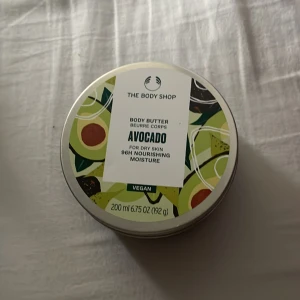 THE BODY SHOP
BODY BUTTER
BEURRE CORPS
AVOCADO
FOR DRY SKIN
96H NOURISHING
MOISTURE
VEGAN
200 ml 6.75 OZ (192 g)